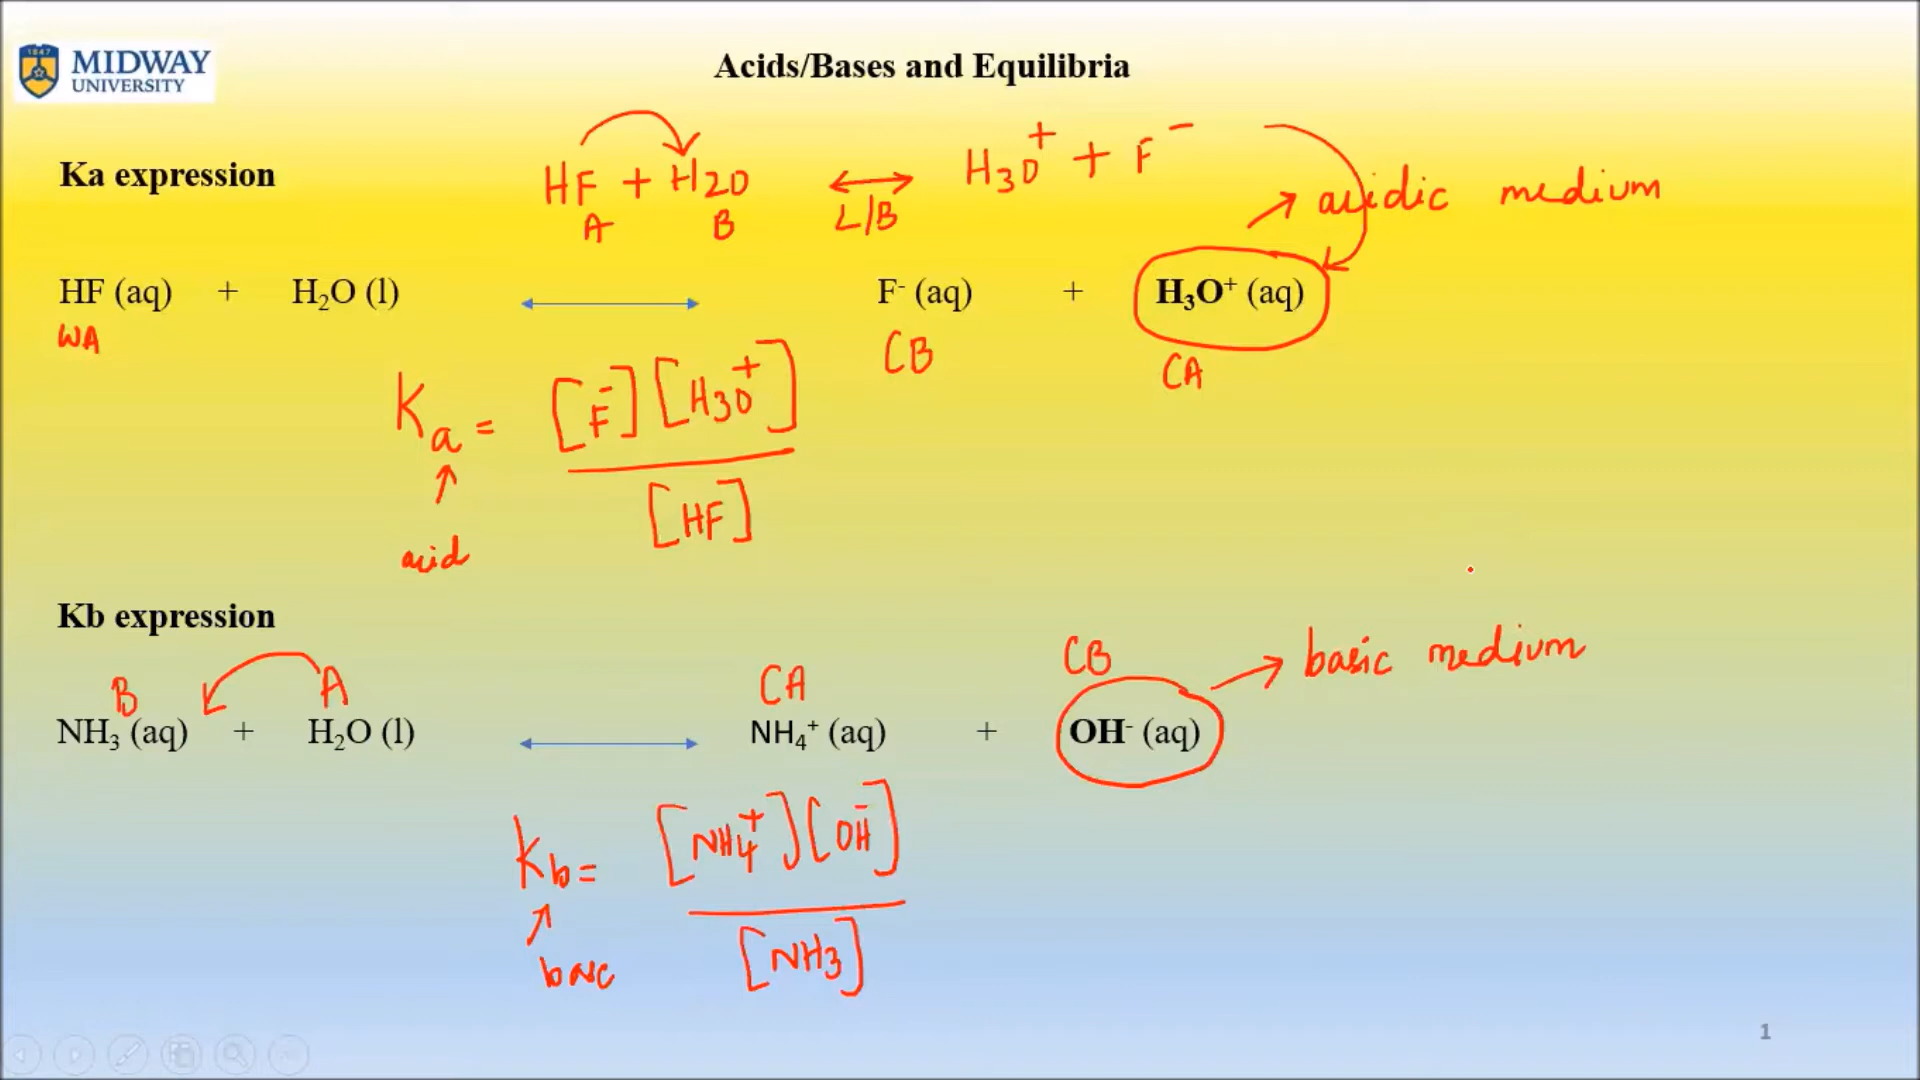 1847
MIDWAY
UNIVERSITY
Acids/Bases and Equilibria
Ka expression
HF + H2O ↔ H3O⁺ + F⁻
A B L/B
→ acidic medium
HF (aq) + H₂O (l) ↔ F⁻ (aq) + H₃O⁺ (aq)
WA CB CA
Ka = [F⁻][H3O⁺]
[HF]
acid
Kb expression
B A CA CB → basic medium
NH₃ (aq) + H₂O (l) ↔ NH₄⁺ (aq) + OH⁻ (aq)
Kb = [NH4⁺][OH⁻]
[NH3]
base
1